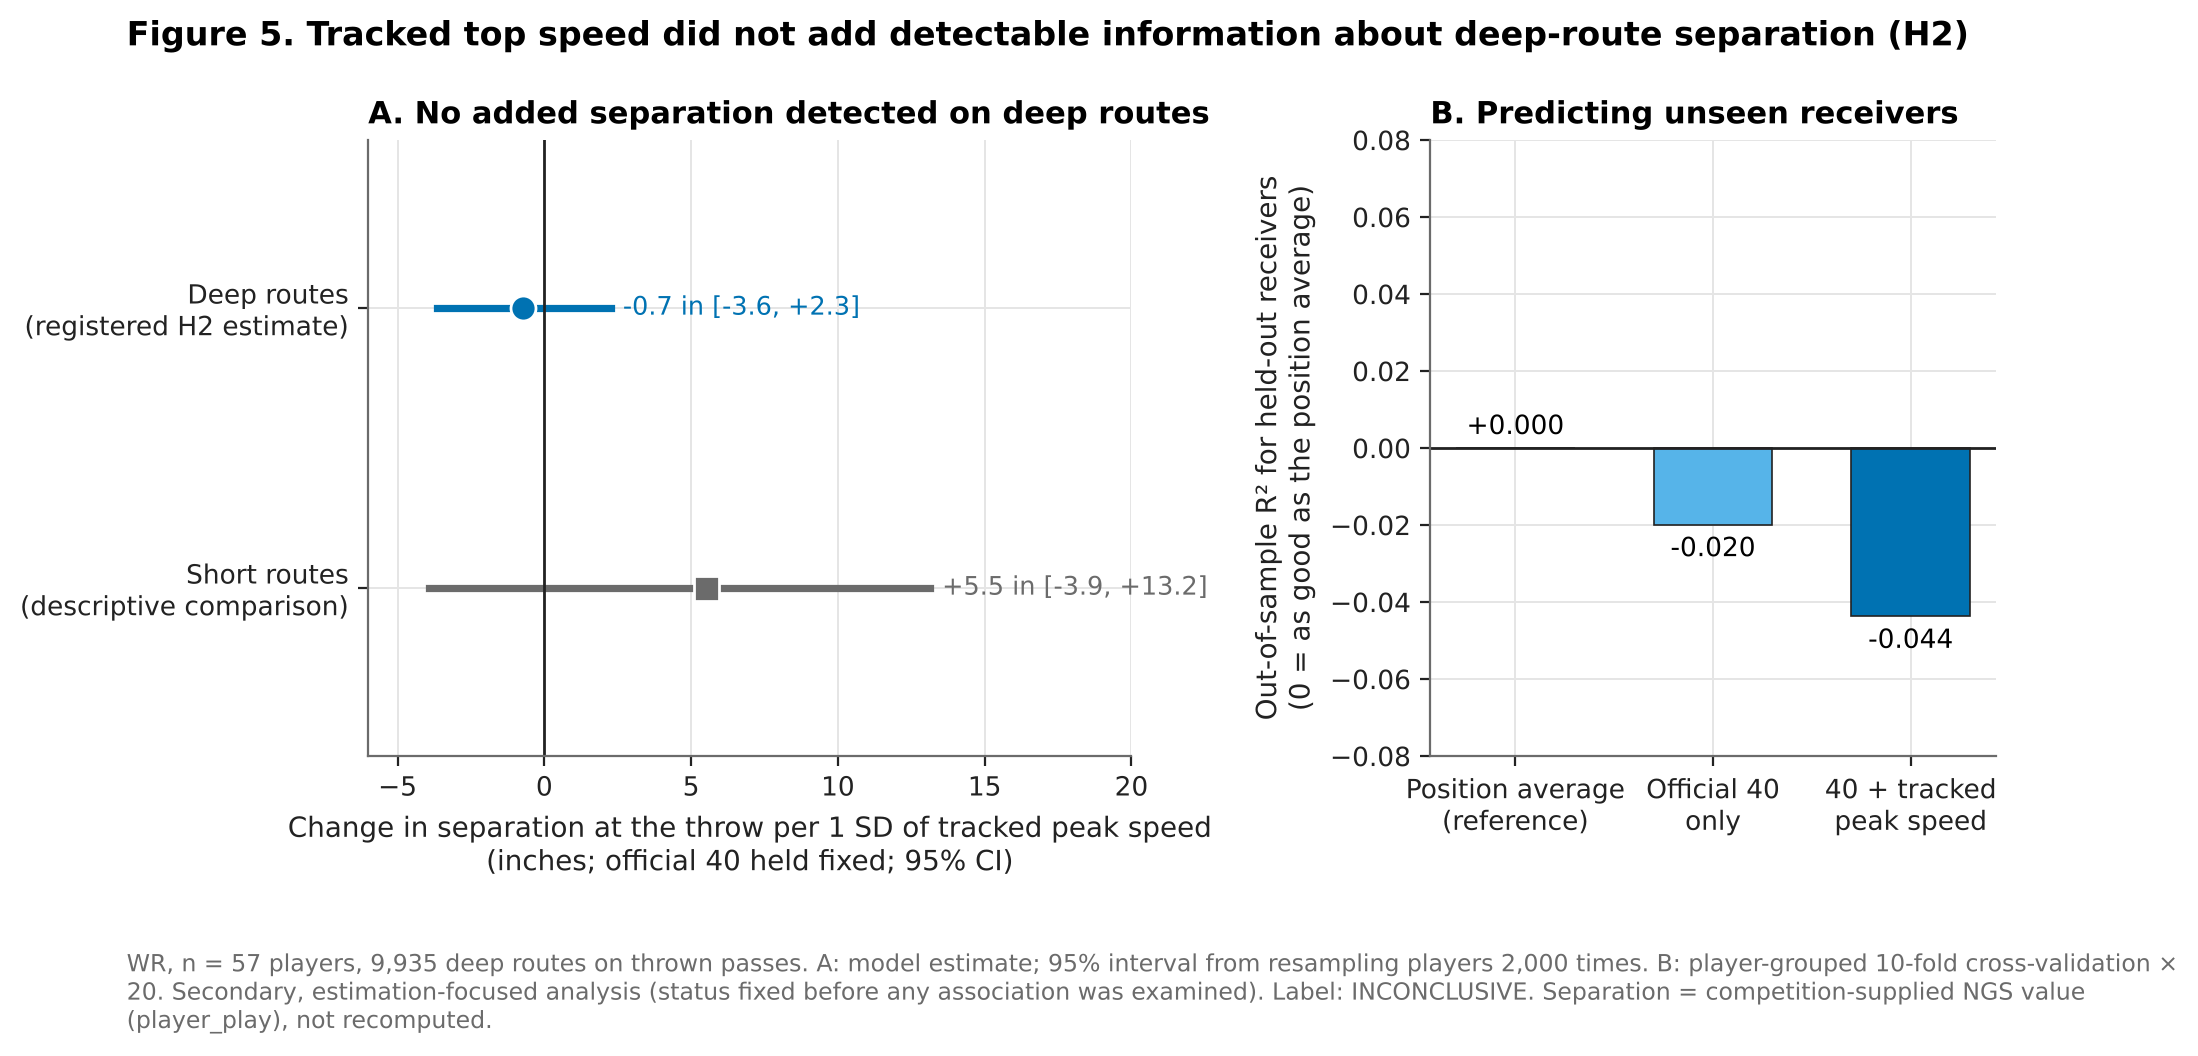 Figure 5. Tracked top speed did not add detectable information about deep-route separation (H2)
A. No added separation detected on deep routes
Deep routes
(registered H2 estimate)
-0.7 in [-3.6, +2.3]
Short routes
(descriptive comparison)
+5.5 in [-3.9, +13.2]
−5
0
5
10
15
20
Change in separation at the throw per 1 SD of tracked peak speed
(inches; official 40 held fixed; 95% CI)
B. Predicting unseen receivers
Out-of-sample R² for held-out receivers
(0 = as good as the position average)
0.08
0.06
0.04
0.02
0.00
−0.02
−0.04
−0.06
−0.08
+0.000
-0.020
-0.044
Position average
(reference)
Official 40
only
40 + tracked
peak speed
WR, n = 57 players, 9,935 deep routes on thrown passes. A: model estimate; 95% interval from resampling players 2,000 times. B: player-grouped 10-fold cross-validation ×
20. Secondary, estimation-focused analysis (status fixed before any association was examined). Label: INCONCLUSIVE. Separation = competition-supplied NGS value
(player_play), not recomputed.